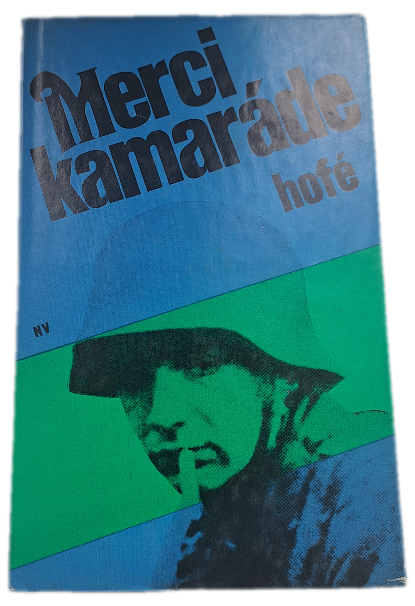 Merci
kamaráde
hofé
NV